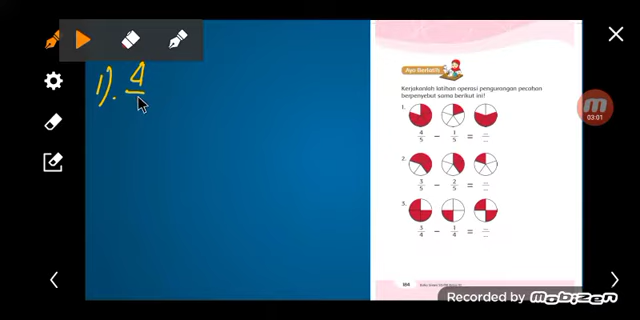 1). 4
Ayo Berlatih
Kerjakanlah latihan operasi pengurangan pecahan
berpenyebut sama berikut ini!
1.
4/5 - 1/5 = .../...
2.
3/5 - 2/5 = .../...
3.
3/4 - 1/4 = .../...
184
M
03:01
Recorded by Mobizen